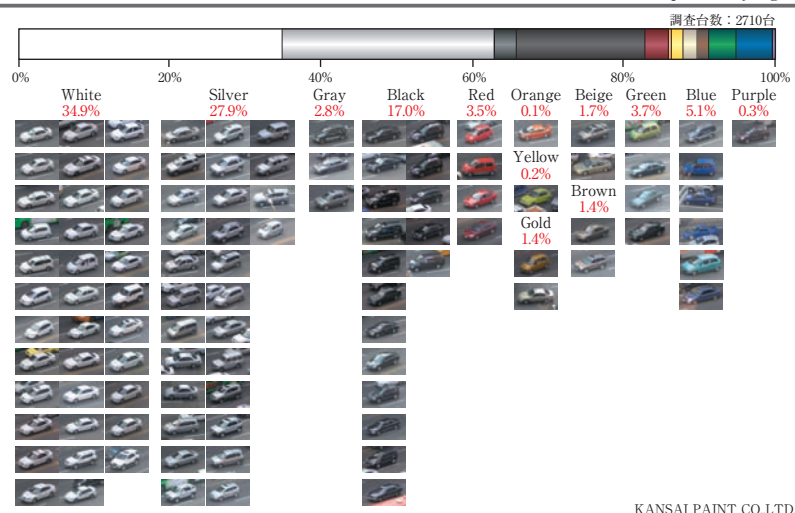 調査台数：2710台
0% 20% 40% 60% 80% 100%
White Silver Gray Black Red Orange Beige Green Blue Purple
34.9% 27.9% 2.8% 17.0% 3.5% 0.1% 1.7% 3.7% 5.1% 0.3%
Yellow
0.2%
Brown
1.4%
Gold
1.4%
KANSAI PAINT CO.,LTD.